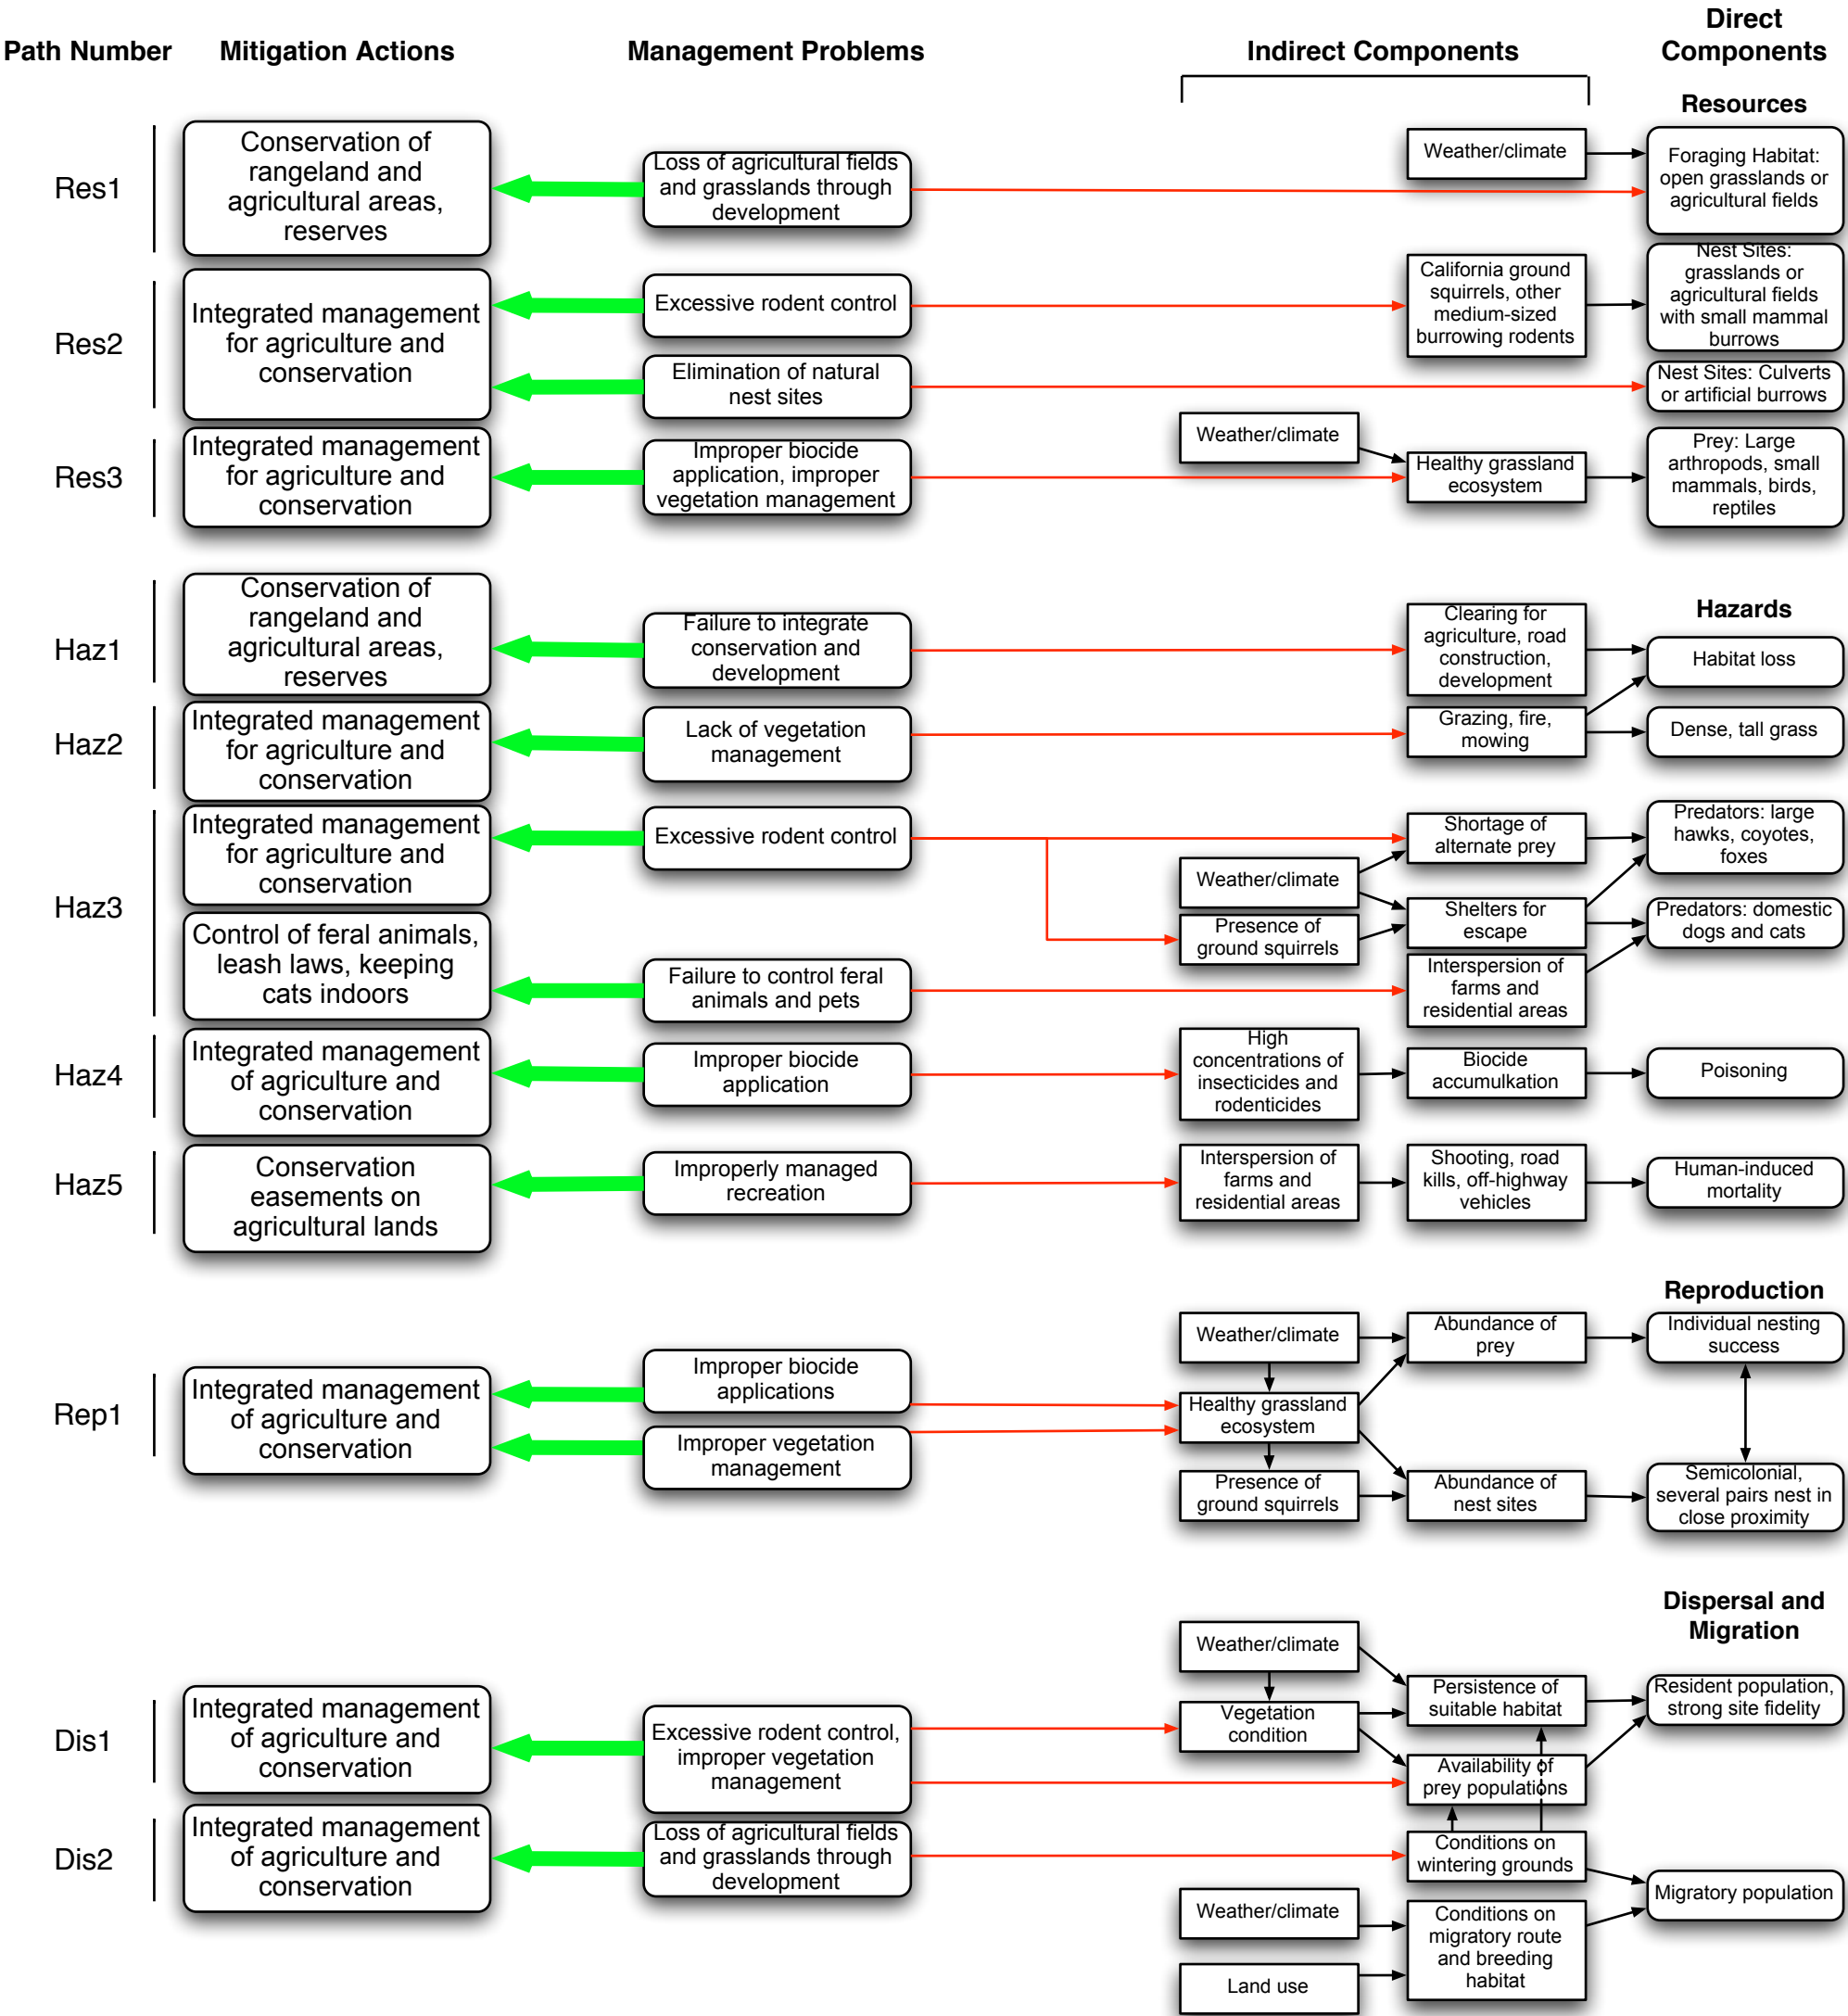 Path Number
Mitigation Actions
Management Problems
Indirect Components
Direct
Components
Resources
Res1
Conservation of
rangeland and
agricultural areas,
reserves
Loss of agricultural fields
and grasslands through
development
Weather/climate
Foraging Habitat:
open grasslands or
agricultural fields
Res2
Integrated management
for agriculture and
conservation
Excessive rodent control
California ground
squirrels, other
medium-sized
burrowing rodents
Nest Sites:
grasslands or
agricultural fields
with small mammal
burrows
Elimination of natural
nest sites
Nest Sites: Culverts
or artificial burrows
Res3
Integrated management
for agriculture and
conservation
Improper biocide
application, improper
vegetation management
Weather/climate
Healthy grassland
ecosystem
Prey: Large
arthropods, small
mammals, birds,
reptiles
Hazards
Haz1
Conservation of
rangeland and
agricultural areas,
reserves
Failure to integrate
conservation and
development
Clearing for
agriculture, road
construction,
development
Habitat loss
Haz2
Integrated management
for agriculture and
conservation
Lack of vegetation
management
Grazing, fire,
mowing
Dense, tall grass
Haz3
Integrated management
for agriculture and
conservation
Excessive rodent control
Shortage of
alternate prey
Predators: large
hawks, coyotes,
foxes
Weather/climate
Presence of
ground squirrels
Shelters for
escape
Predators: domestic
dogs and cats
Control of feral animals,
leash laws, keeping
cats indoors
Failure to control feral
animals and pets
Interspersion of
farms and
residential areas
Haz4
Integrated management
of agriculture and
conservation
Improper biocide
application
High
concentrations of
insecticides and
rodenticides
Biocide
accumulkation
Poisoning
Haz5
Conservation
easements on
agricultural lands
Improperly managed
recreation
Interspersion of
farms and
residential areas
Shooting, road
kills, off-highway
vehicles
Human-induced
mortality
Reproduction
Rep1
Integrated management
of agriculture and
conservation
Improper biocide
applications
Improper vegetation
management
Weather/climate
Abundance of
prey
Individual nesting
success
Healthy grassland
ecosystem
Presence of
ground squirrels
Abundance of
nest sites
Semicolonial,
several pairs nest in
close proximity
Dispersal and
Migration
Dis1
Integrated management
of agriculture and
conservation
Excessive rodent control,
improper vegetation
management
Weather/climate
Vegetation
condition
Persistence of
suitable habitat
Resident population,
strong site fidelity
Availability of
prey populations
Dis2
Integrated management
of agriculture and
conservation
Loss of agricultural fields
and grasslands through
development
Conditions on
wintering grounds
Migratory population
Weather/climate
Conditions on
migratory route
and breeding
habitat
Land use